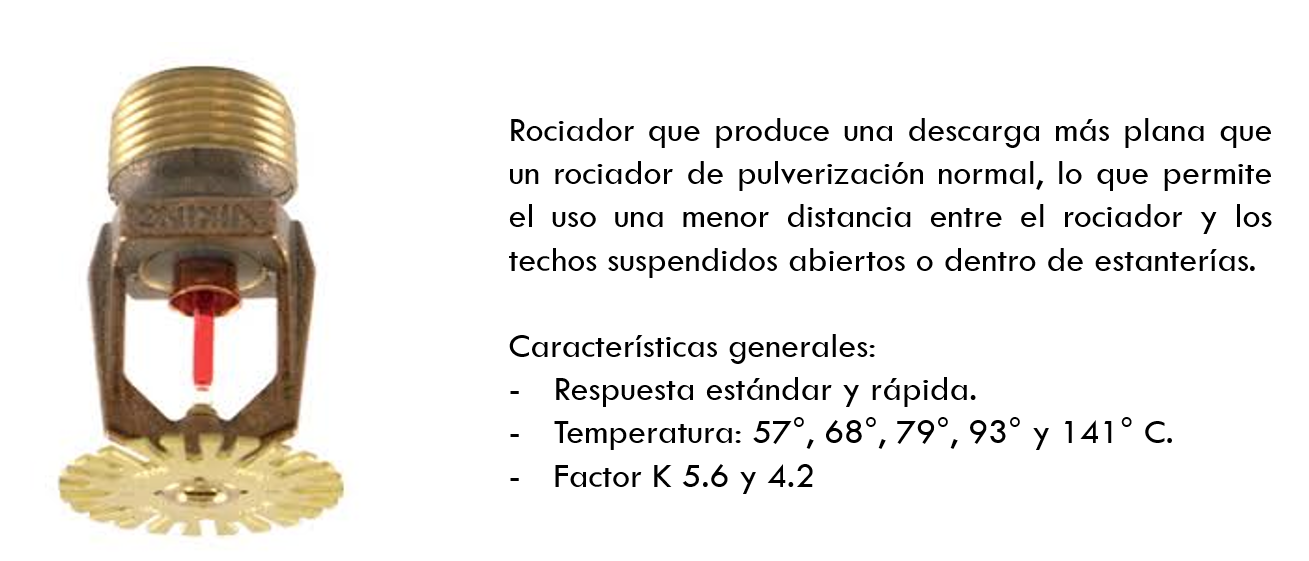 VIKING
Rociador que produce una descarga más plana que
un rociador de pulverización normal, lo que permite
el uso una menor distancia entre el rociador y los
techos suspendidos abiertos o dentro de estanterías.
Características generales:
- Respuesta estándar y rápida.
- Temperatura: 57°, 68°, 79°, 93° y 141° C.
- Factor K 5.6 y 4.2